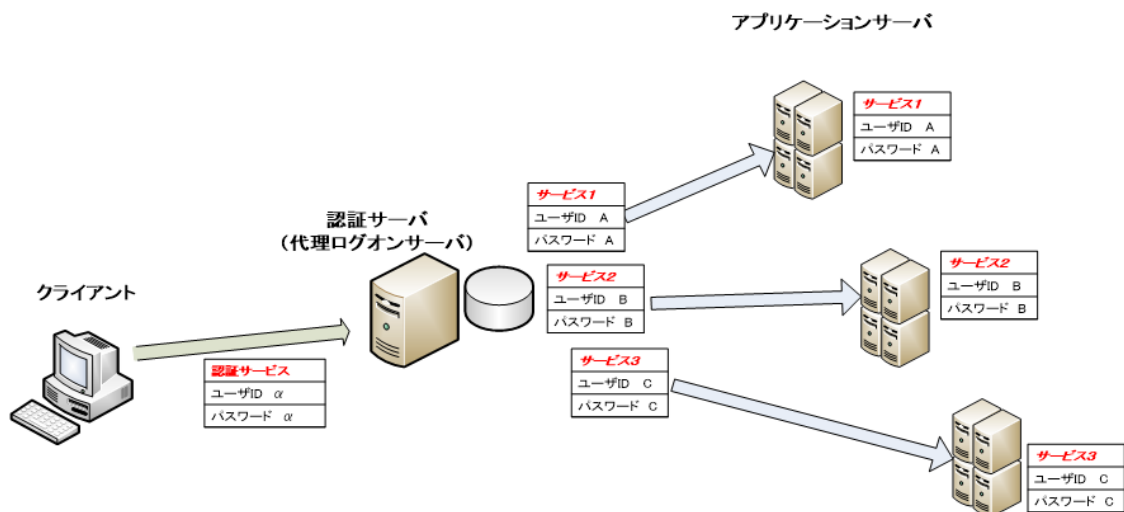 アプリケーションサーバ
サービス1
ユーザID A
パスワード A
サービス1
ユーザID A
パスワード A
認証サーバ
(代理ログオンサーバ)
サービス2
ユーザID B
パスワード B
サービス2
ユーザID B
パスワード B
クライアント
認証サービス
ユーザID α
パスワード α
サービス3
ユーザID C
パスワード C
サービス3
ユーザID C
パスワード C